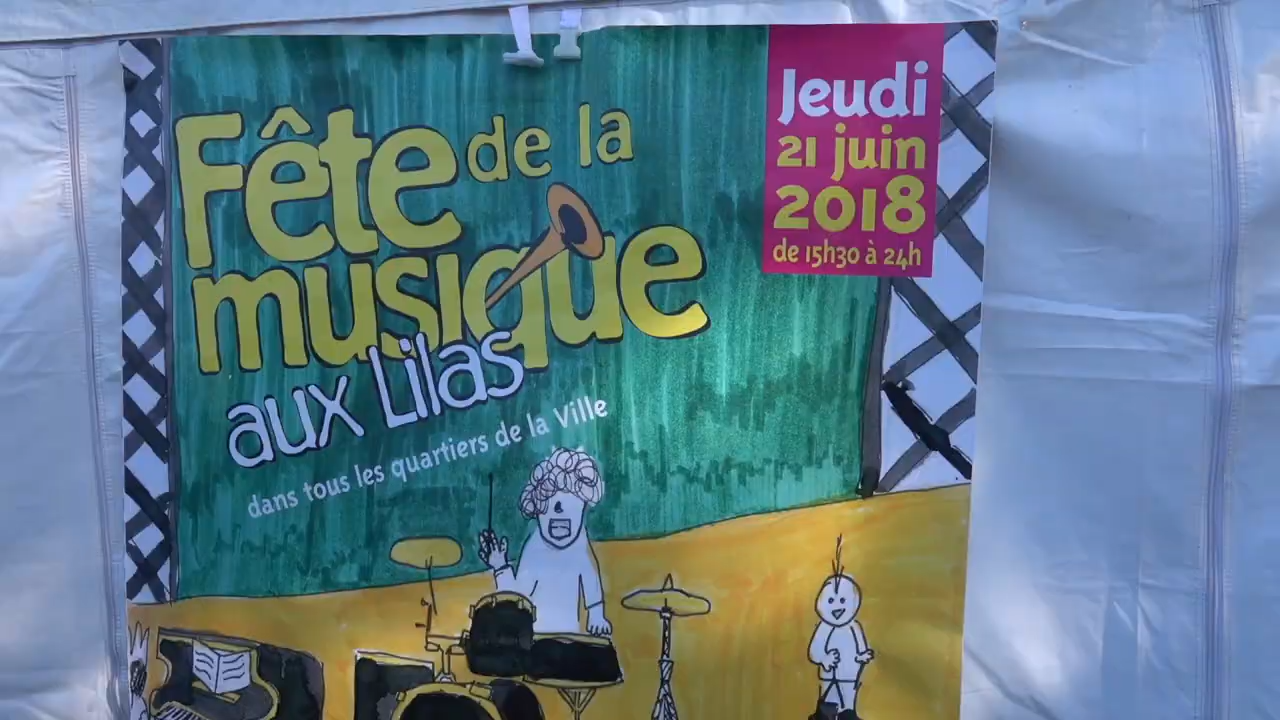 Fête de la
musique
aux Lilas
dans tous les quartiers de la Ville
Jeudi
21 juin
2018
de 15h30 à 24h